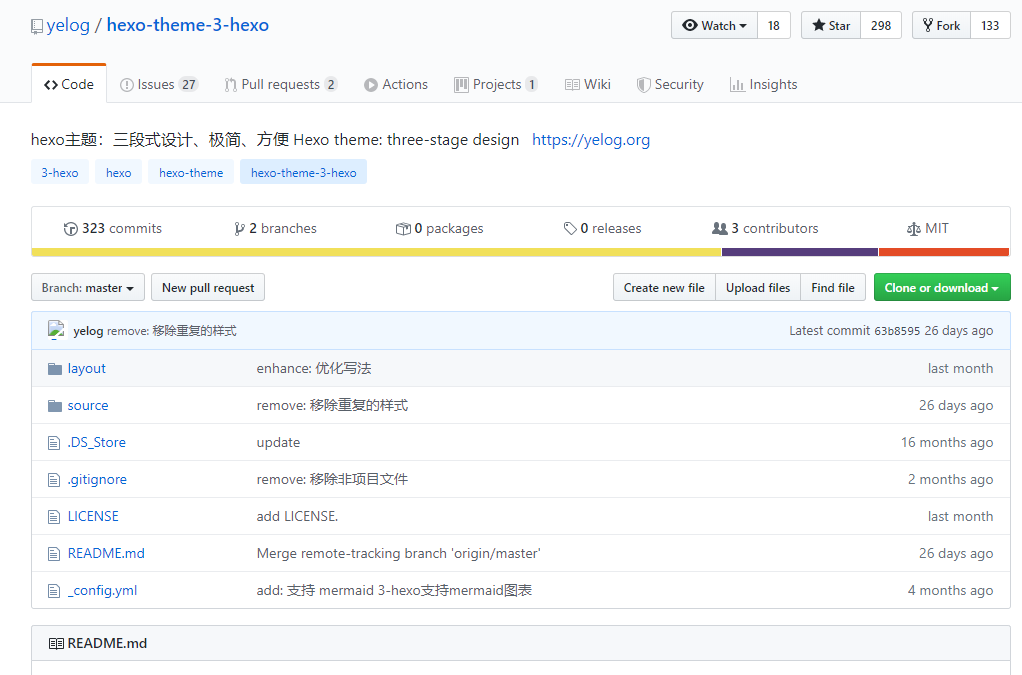 yelog / hexo-theme-3-hexo Watch 18 Star 298 Fork 133
Code Issues 27 Pull requests 2 Actions Projects 1 Wiki Security Insights
hexo主题：三段式设计、极简、方便 Hexo theme: three-stage design https://yelog.org
3-hexo hexo hexo-theme hexo-theme-3-hexo
323 commits 2 branches 0 packages 0 releases 3 contributors MIT
Branch: master New pull request Create new file Upload files Find file Clone or download
yelog remove: 移除重复的样式 Latest commit 63b8595 26 days ago
layout enhance: 优化写法 last month
source remove: 移除重复的样式 26 days ago
.DS_Store update 16 months ago
.gitignore remove: 移除非项目文件 2 months ago
LICENSE add LICENSE. last month
README.md Merge remote-tracking branch 'origin/master' 26 days ago
_config.yml add: 支持 mermaid 3-hexo支持mermaid图表 4 months ago
README.md